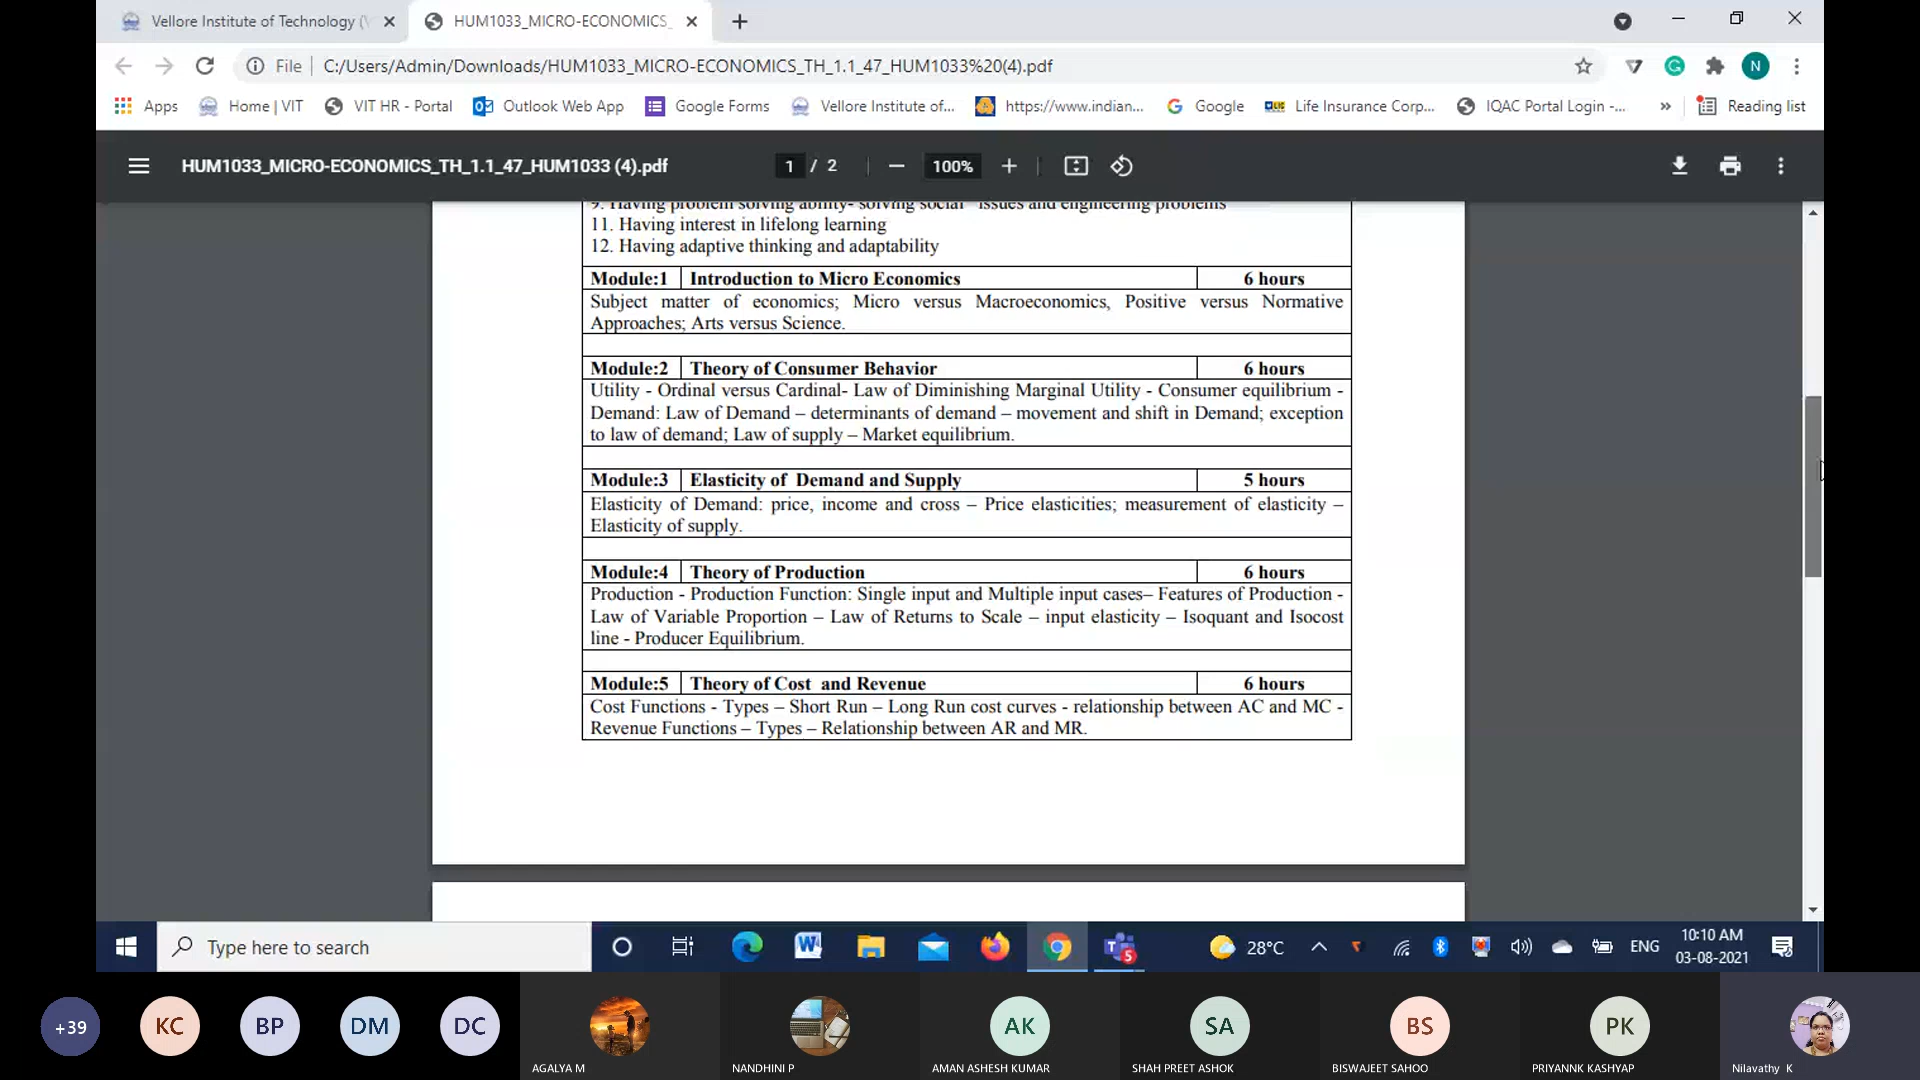 Vellore Institute of Technology (V
HUM1033_MICRO-ECONOMICS_
File
C:/Users/Admin/Downloads/HUM1033_MICRO-ECONOMICS_TH_1.1_47_HUM1033%20(4).pdf
N
Apps
Home | VIT
VIT HR - Portal
Outlook Web App
Google Forms
Vellore Institute of...
https://www.indian...
Google
Life Insurance Corp...
IQAC Portal Login -...
»
Reading list
HUM1033_MICRO-ECONOMICS_TH_1.1_47_HUM1033 (4).pdf
1 / 2
100%
9. Having problem solving ability- solving social issues and engineering problems
11. Having interest in lifelong learning
12. Having adaptive thinking and adaptability
Module:1 Introduction to Micro Economics 6 hours
Subject matter of economics; Micro versus Macroeconomics, Positive versus Normative
Approaches; Arts versus Science.
Module:2 Theory of Consumer Behavior 6 hours
Utility - Ordinal versus Cardinal- Law of Diminishing Marginal Utility - Consumer equilibrium -
Demand: Law of Demand – determinants of demand – movement and shift in Demand; exception
to law of demand; Law of supply – Market equilibrium.
Module:3 Elasticity of Demand and Supply 5 hours
Elasticity of Demand: price, income and cross – Price elasticities; measurement of elasticity –
Elasticity of supply.
Module:4 Theory of Production 6 hours
Production - Production Function: Single input and Multiple input cases– Features of Production -
Law of Variable Proportion – Law of Returns to Scale – input elasticity – Isoquant and Isocost
line - Producer Equilibrium.
Module:5 Theory of Cost and Revenue 6 hours
Cost Functions - Types – Short Run – Long Run cost curves - relationship between AC and MC -
Revenue Functions – Types – Relationship between AR and MR.
Type here to search
28°C
ENG
10:10 AM
03-08-2021
+39
KC
BP
DM
DC
AK
SA
BS
PK
AGALYA M
NANDHINI P
AMAN ASHESH KUMAR
SHAH PREET ASHOK
BISWAJEET SAHOO
PRIYANNK KASHYAP
Nilavathy K